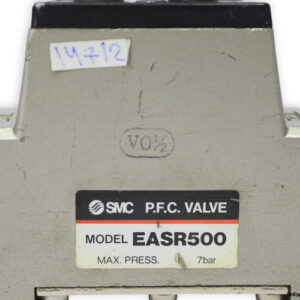 14712
VO½
SMC P.F.C. VALVE
MODEL EASR500
MAX. PRESS. 7bar